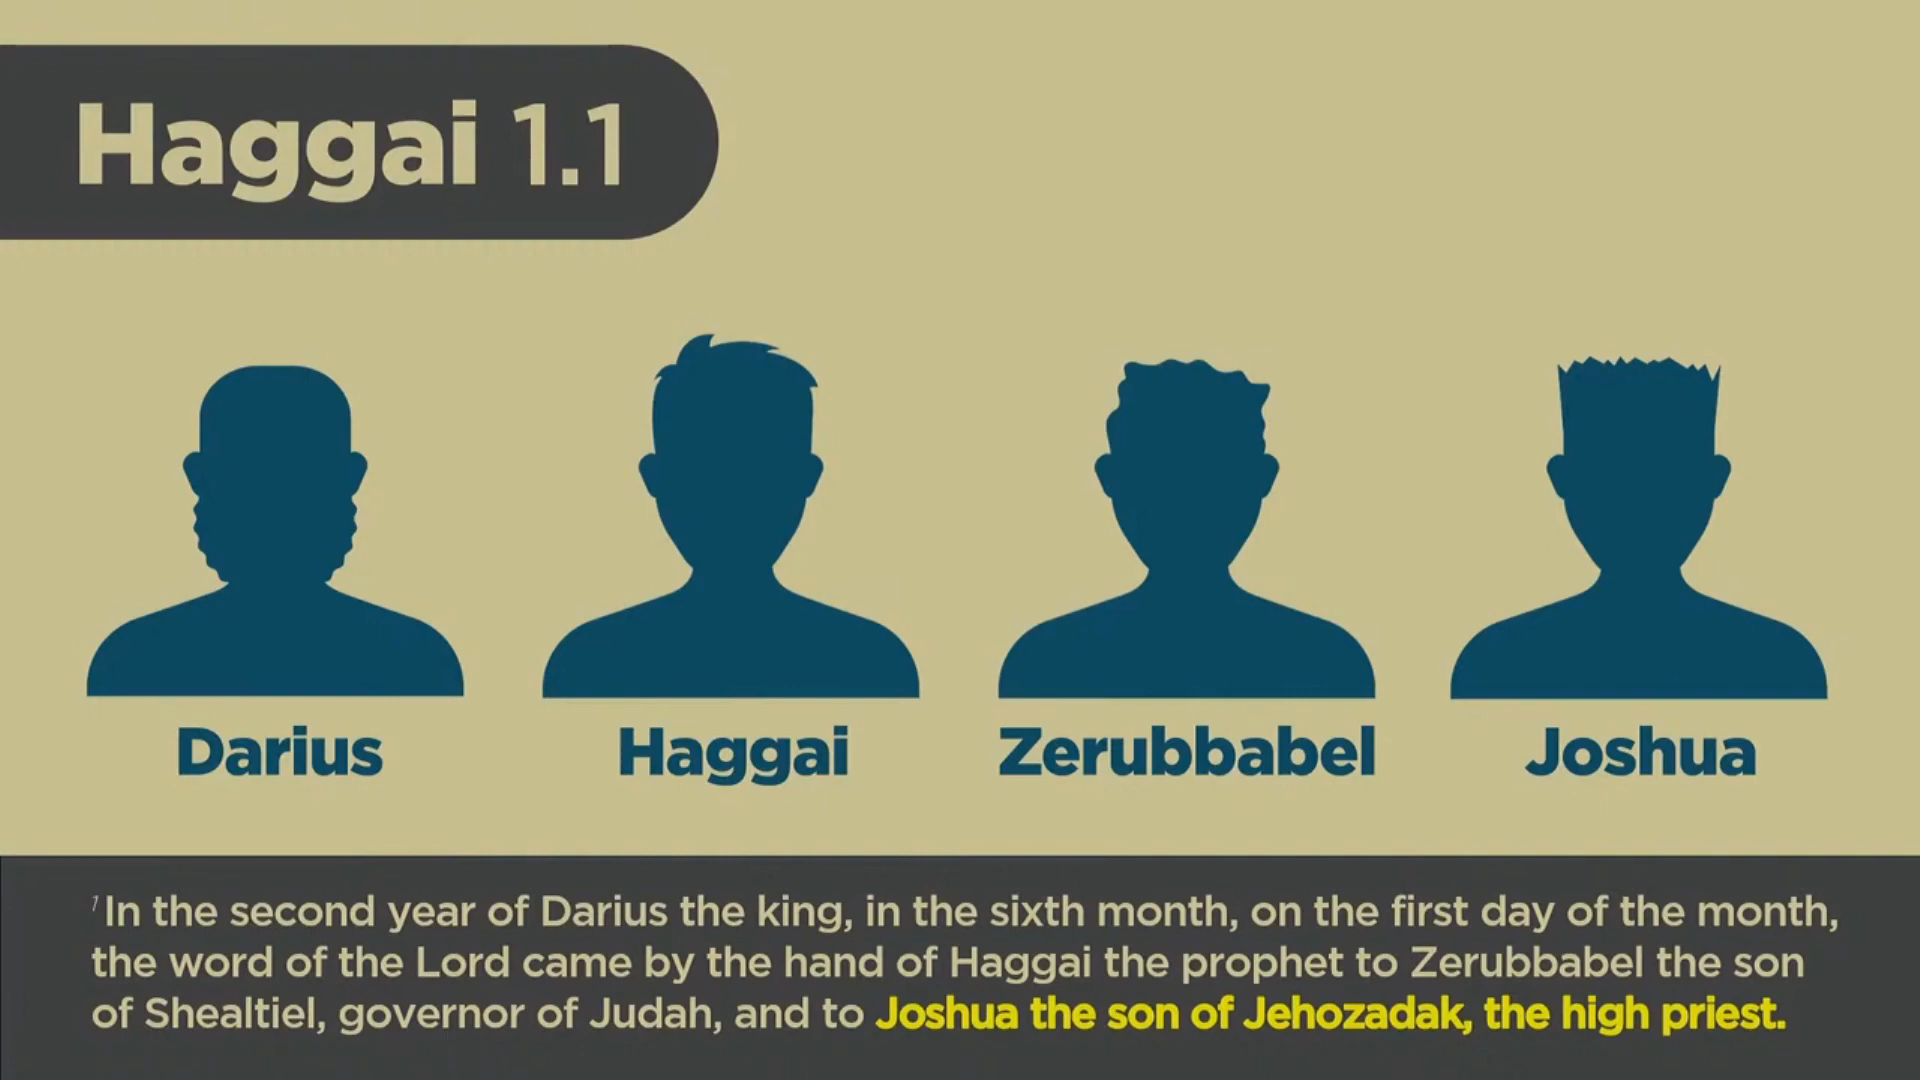 Haggai 1.1
Darius Haggai Zerubbabel Joshua
1 In the second year of Darius the king, in the sixth month, on the first day of the month,
the word of the Lord came by the hand of Haggai the prophet to Zerubbabel the son
of Shealtiel, governor of Judah, and to Joshua the son of Jehozadak, the high priest.